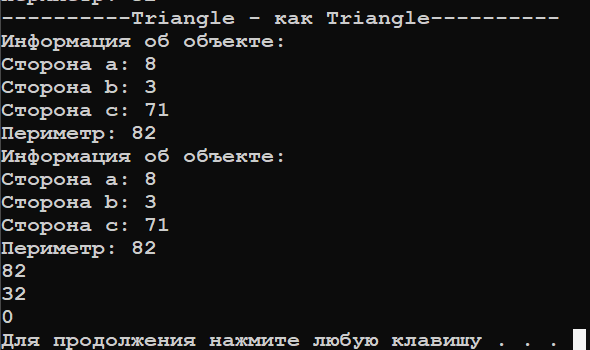 ----------Triangle - как Triangle----------
Информация об объекте:
Сторона a: 8
Сторона b: 3
Сторона c: 71
Периметр: 82
Информация об объекте:
Сторона a: 8
Сторона b: 3
Сторона c: 71
Периметр: 82
82
32
0
Для продолжения нажмите любую клавишу . . .